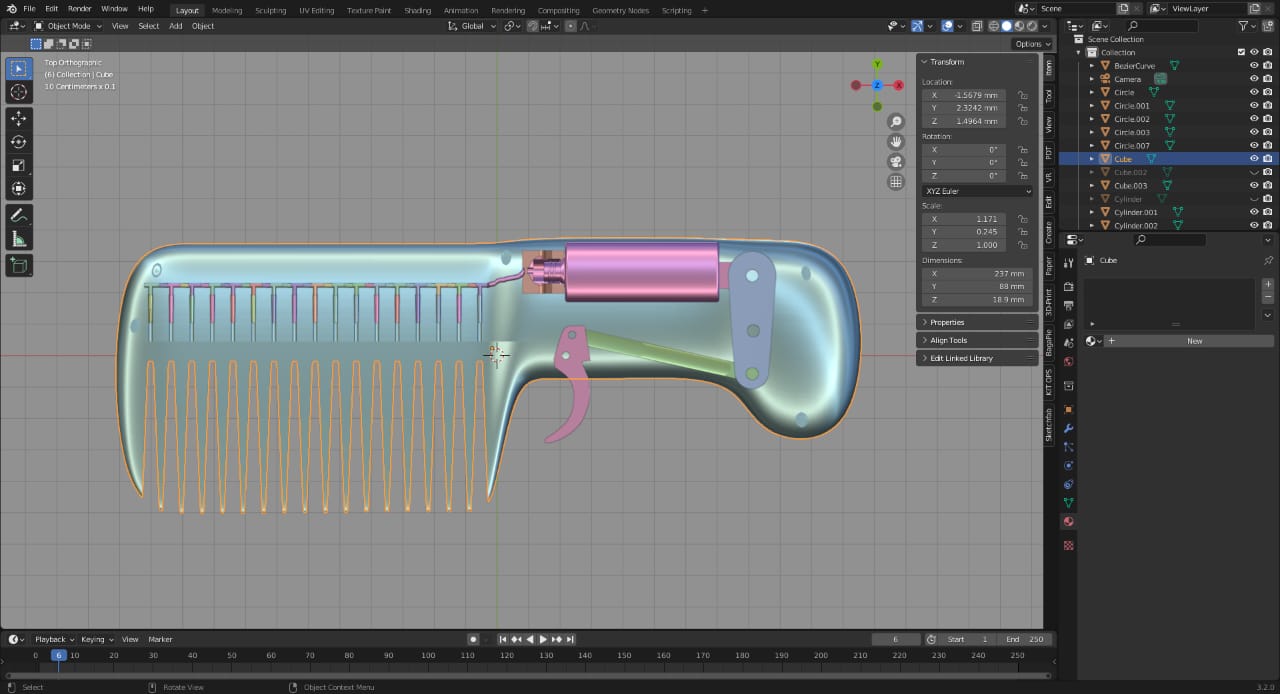 File Edit Render Window Help Layout Modeling Sculpting UV Editing Texture Paint Shading Animation Rendering Compositing Geometry Nodes Scripting + Scene ViewLayer
Object Mode View Select Add Object Global
Options
Top Orthographic
(6) Collection | Cube
10 Centimeters x 0.1
Y
Z
X
Transform
Location:
X -1.5679 mm
Y 2.3242 mm
Z 1.4964 mm
Rotation:
X 0°
Y 0°
Z 0°
XYZ Euler
Scale:
X 1.171
Y 0.245
Z 1.000
Dimensions:
X 237 mm
Y 88 mm
Z 18.9 mm
Properties
Align Tools
Edit Linked Library
Item
Tool
View
PDT
VR
Edit
Create
Paper
3D-Print
BagaPie
KIT OPS
Sketchfab
Scene Collection
Collection
BezierCurve
Camera
Circle
Circle.001
Circle.002
Circle.003
Circle.007
Cube
Cube.002
Cube.003
Cylinder
Cylinder.001
Cylinder.002
Cube
+ New
Playback Keying View Marker 6 Start 1 End 250
0 6 10 20 30 40 50 60 70 80 90 100 110 120 130 140 150 160 170 180 190 200 210 220 230 240 250
Select Rotate View Object Context Menu 3.2.0